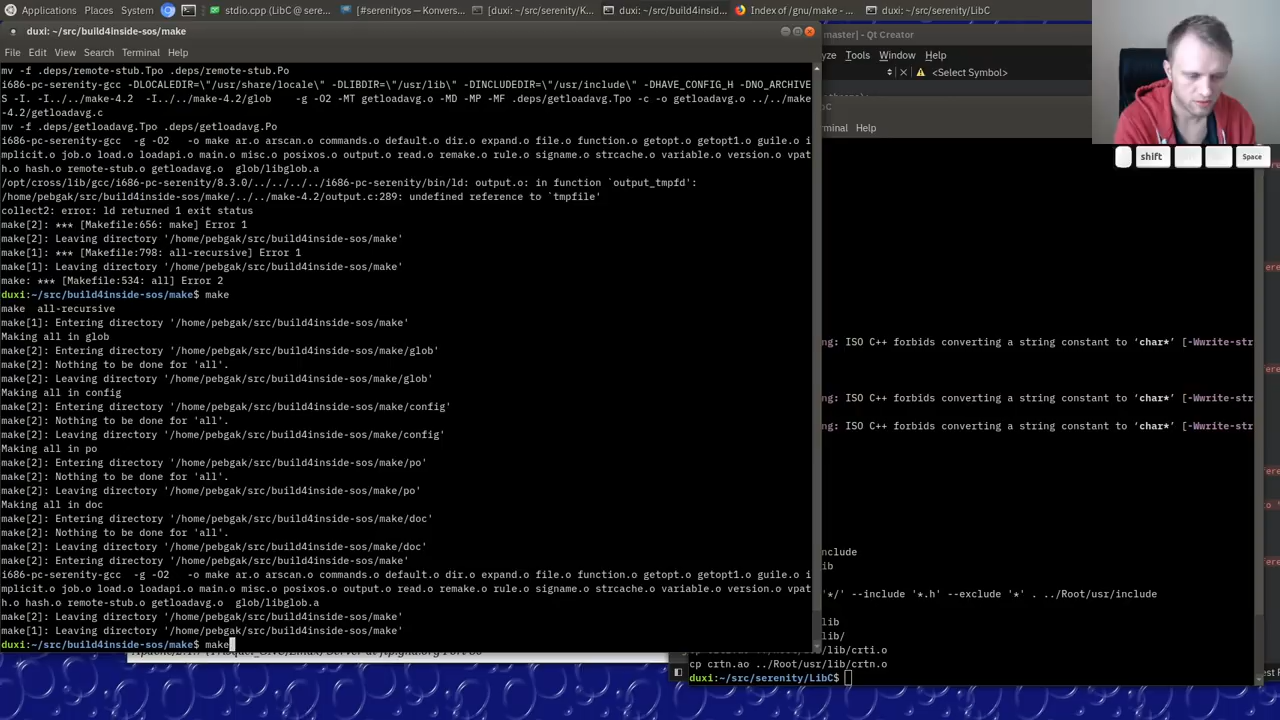 Applications Places System
stdio.cpp (LibC @ seren...
[#serenityos - Konvers...
[duxi: ~/src/serenity/K...
duxi: ~/src/build4insid...
Index of /gnu/make - ...
duxi: ~/src/serenity/LibC
duxi: ~/src/build4inside-sos/make
File Edit View Search Terminal Help
mv -f .deps/remote-stub.Tpo .deps/remote-stub.Po
i686-pc-serenity-gcc -DLOCALEDIR=\"/usr/share/locale\" -DLIBDIR=\"/usr/lib\" -DINCLUDEDIR=\"/usr/include\" -DHAVE_CONFIG_H -DNO_ARCHIVE
S -I. -I../../make-4.2 -I../../make-4.2/glob -g -O2 -MT getloadavg.o -MD -MP -MF .deps/getloadavg.Tpo -c -o getloadavg.o ../../make
-4.2/getloadavg.c
mv -f .deps/getloadavg.Tpo .deps/getloadavg.Po
i686-pc-serenity-gcc -g -O2 -o make ar.o arscan.o commands.o default.o dir.o expand.o file.o function.o getopt.o getopt1.o guile.o i
mplicit.o job.o load.o loadapi.o main.o misc.o posixos.o output.o read.o remake.o rule.o signame.o strcache.o variable.o version.o vpat
h.o hash.o remote-stub.o getloadavg.o glob/libglob.a
/opt/cross/lib/gcc/i686-pc-serenity/8.3.0/../../../../i686-pc-serenity/bin/ld: output.o: in function `output_tmpfd':
/home/pebgak/src/build4inside-sos/make/../../make-4.2/output.c:289: undefined reference to `tmpfile'
collect2: error: ld returned 1 exit status
make[2]: *** [Makefile:656: make] Error 1
make[2]: Leaving directory '/home/pebgak/src/build4inside-sos/make'
make[1]: *** [Makefile:798: all-recursive] Error 1
make[1]: Leaving directory '/home/pebgak/src/build4inside-sos/make'
make: *** [Makefile:534: all] Error 2
duxi:~/src/build4inside-sos/make$ make
make all-recursive
make[1]: Entering directory '/home/pebgak/src/build4inside-sos/make'
Making all in glob
make[2]: Entering directory '/home/pebgak/src/build4inside-sos/make/glob'
make[2]: Nothing to be done for 'all'.
make[2]: Leaving directory '/home/pebgak/src/build4inside-sos/make/glob'
Making all in config
make[2]: Entering directory '/home/pebgak/src/build4inside-sos/make/config'
make[2]: Nothing to be done for 'all'.
make[2]: Leaving directory '/home/pebgak/src/build4inside-sos/make/config'
Making all in po
make[2]: Entering directory '/home/pebgak/src/build4inside-sos/make/po'
make[2]: Nothing to be done for 'all'.
make[2]: Leaving directory '/home/pebgak/src/build4inside-sos/make/po'
Making all in doc
make[2]: Entering directory '/home/pebgak/src/build4inside-sos/make/doc'
make[2]: Nothing to be done for 'all'.
make[2]: Leaving directory '/home/pebgak/src/build4inside-sos/make/doc'
make[2]: Entering directory '/home/pebgak/src/build4inside-sos/make'
i686-pc-serenity-gcc -g -O2 -o make ar.o arscan.o commands.o default.o dir.o expand.o file.o function.o getopt.o getopt1.o guile.o i
mplicit.o job.o load.o loadapi.o main.o misc.o posixos.o output.o read.o remake.o rule.o signame.o strcache.o variable.o version.o vpat
h.o hash.o remote-stub.o getloadavg.o glob/libglob.a
make[2]: Leaving directory '/home/pebgak/src/build4inside-sos/make'
make[1]: Leaving directory '/home/pebgak/src/build4inside-sos/make'
duxi:~/src/build4inside-sos/make$ make
master] - Qt Creator
Tools Window Help
<Select Symbol>
C
rminal Help
shift
Space
ng: ISO C++ forbids converting a string constant to ‘char*’ [-Wwrite-str
ng: ISO C++ forbids converting a string constant to ‘char*’ [-Wwrite-str
ng: ISO C++ forbids converting a string constant to ‘char*’ [-Wwrite-str
nclude
ib
'*/' --include '*.h' --exclude '*' . ../Root/usr/include
lib
lib/
crti.o ../Root/usr/lib/crti.o
cp crtn.ao ../Root/usr/lib/crtn.o
duxi:~/src/serenity/LibC$